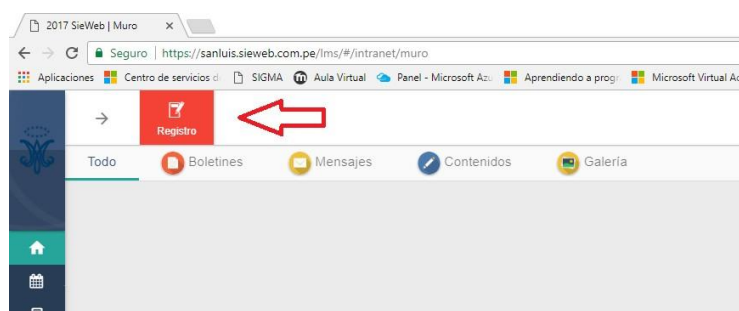 2017 SieWeb | Muro
Seguro | https://sanluis.sieweb.com.pe/lms/#/intranet/muro
Aplicaciones Centro de servicios d SIGMA Aula Virtual Panel - Microsoft Azu Aprendiendo a progr Microsoft Virtual Ac
Registro
Todo Boletines Mensajes Contenidos Galería